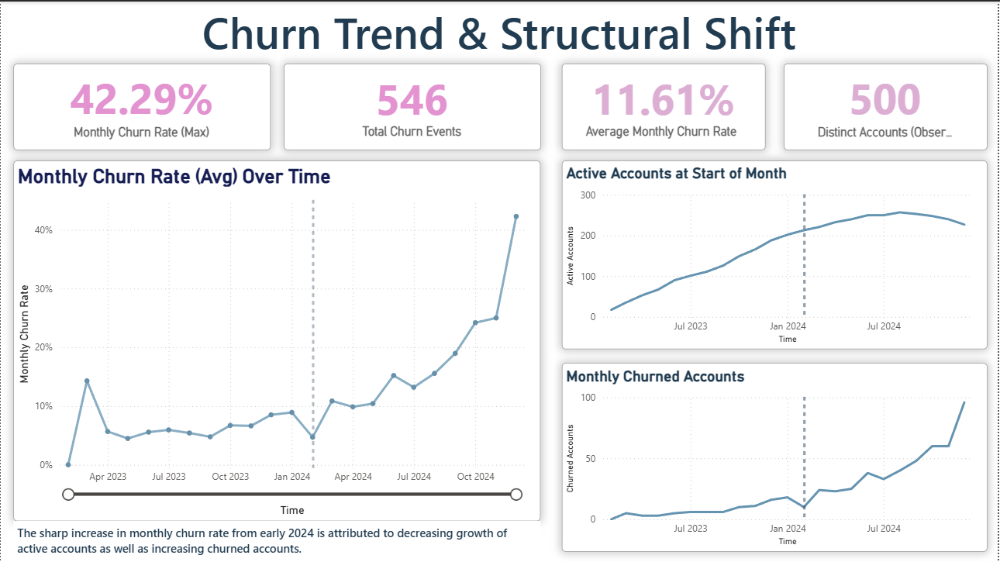 Churn Trend & Structural Shift
42.29%
Monthly Churn Rate (Max)
546
Total Churn Events
11.61%
Average Monthly Churn Rate
500
Distinct Accounts (Obser...
Monthly Churn Rate (Avg) Over Time
Monthly Churn Rate
40%
30%
20%
10%
0%
Apr 2023
Jul 2023
Oct 2023
Jan 2024
Apr 2024
Jul 2024
Oct 2024
Time
The sharp increase in monthly churn rate from early 2024 is attributed to decreasing growth of
active accounts as well as increasing churned accounts.
Active Accounts at Start of Month
Active Accounts
300
200
100
0
Jul 2023
Jan 2024
Jul 2024
Time
Monthly Churned Accounts
Churned Accounts
100
50
0
Jul 2023
Jan 2024
Jul 2024
Time